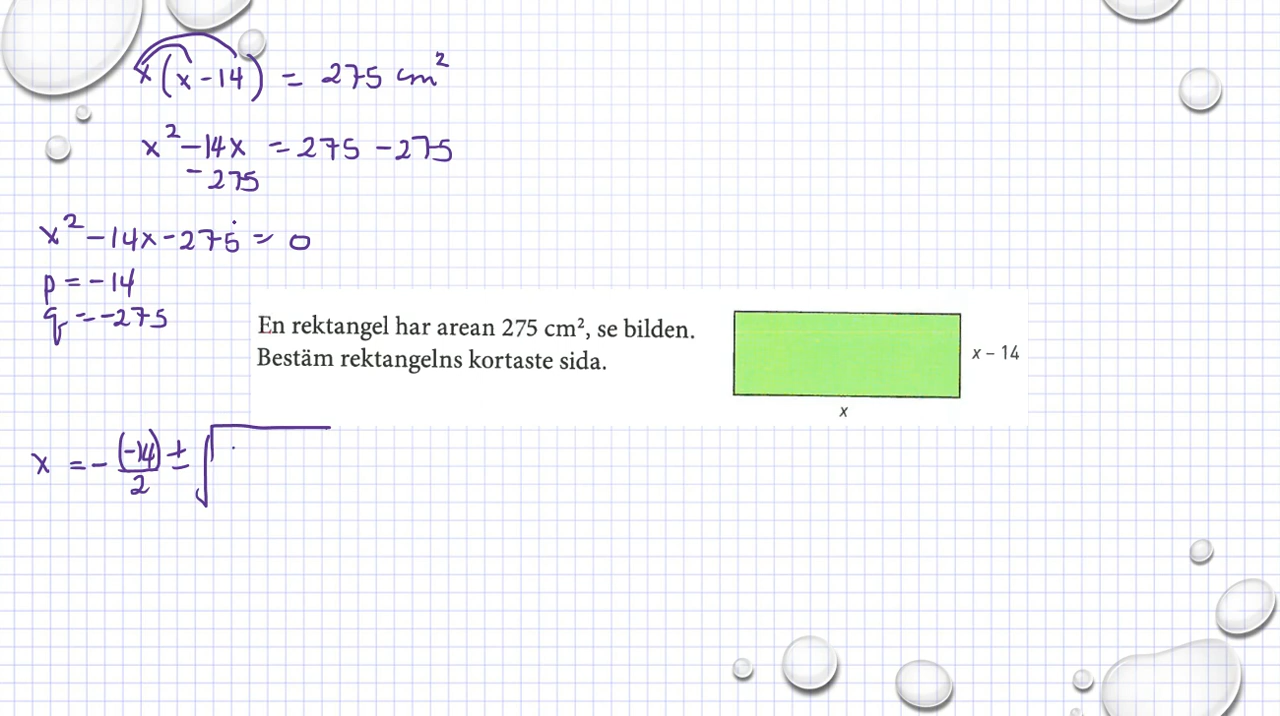 x(x-14) = 275 cm²
x² -14x = 275 -275
-275
x² -14x -275 = 0
p = -14
q = -275
En rektangel har arean 275 cm², se bilden.
Bestäm rektangelns kortaste sida.
x – 14
x
x = - (-14)/2 ± √